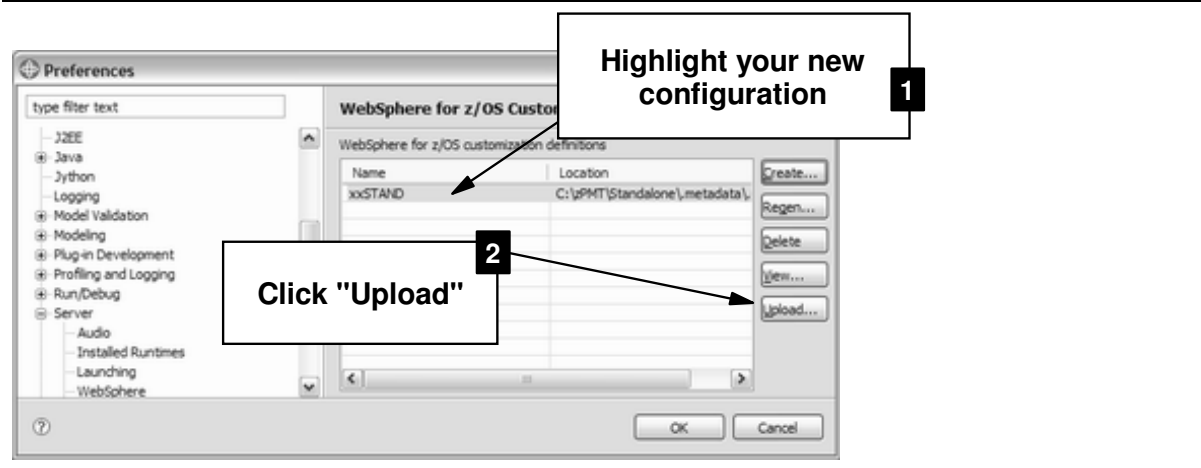 Highlight your new
configuration
1
Preferences
type filter text
WebSphere for z/OS Custo
J2EE
Java
Jython
Logging
Model Validation
Modeling
Plug-in Development
Profiling and Logging
Run/Debug
Server
Audio
Installed Runtimes
Launching
WebSphere
WebSphere for z/OS customization definitions
Name Location
xxSTAND C:\zPMT\Standalone\.metadata\.
Create...
Regen...
Delete
View...
Upload...
2
Click "Upload"
OK Cancel